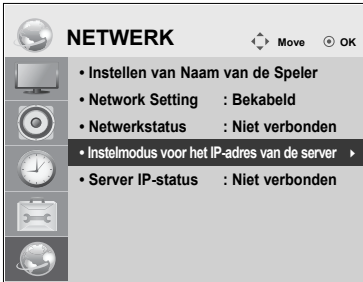 NETWERK Move OK
• Instellen van Naam van de Speler
• Network Setting : Bekabeld
• Netwerkstatus : Niet verbonden
• Instelmodus voor het IP-adres van de server
• Server IP-status : Niet verbonden